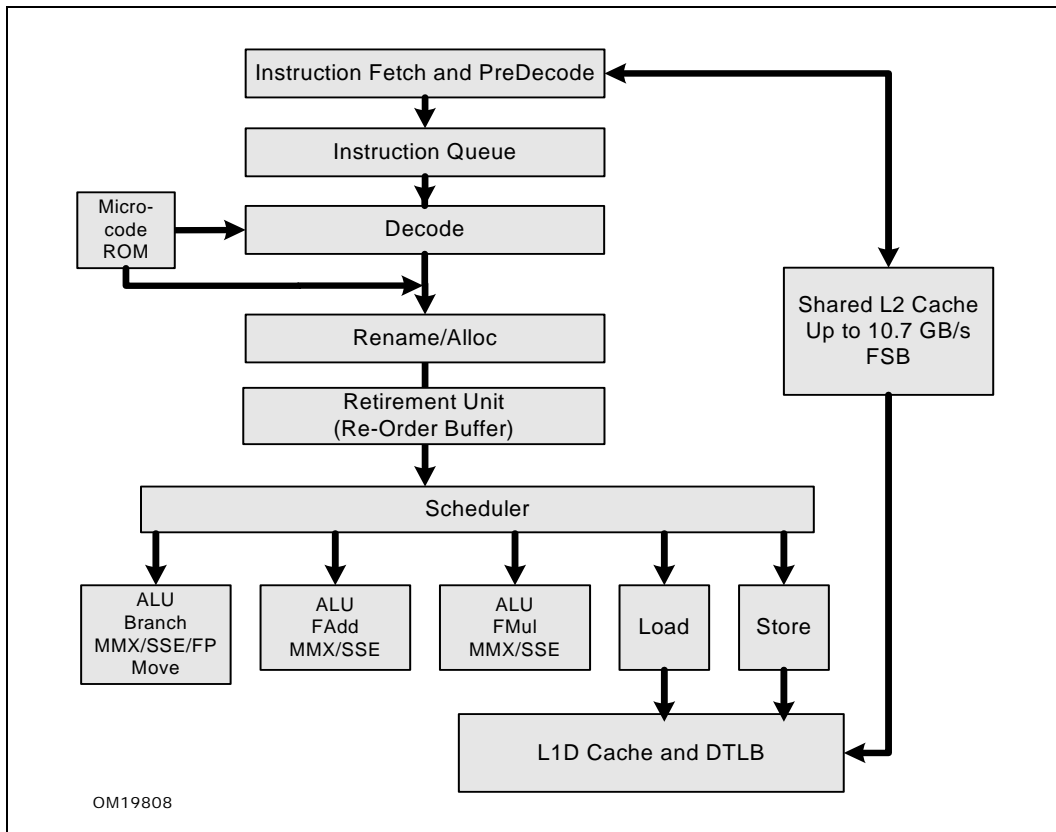 Instruction Fetch and PreDecode
Instruction Queue
Micro-
code
ROM
Decode
Shared L2 Cache
Up to 10.7 GB/s
FSB
Rename/Alloc
Retirement Unit
(Re-Order Buffer)
Scheduler
ALU
Branch
MMX/SSE/FP
Move
ALU
FAdd
MMX/SSE
ALU
FMul
MMX/SSE
Load
Store
L1D Cache and DTLB
OM19808